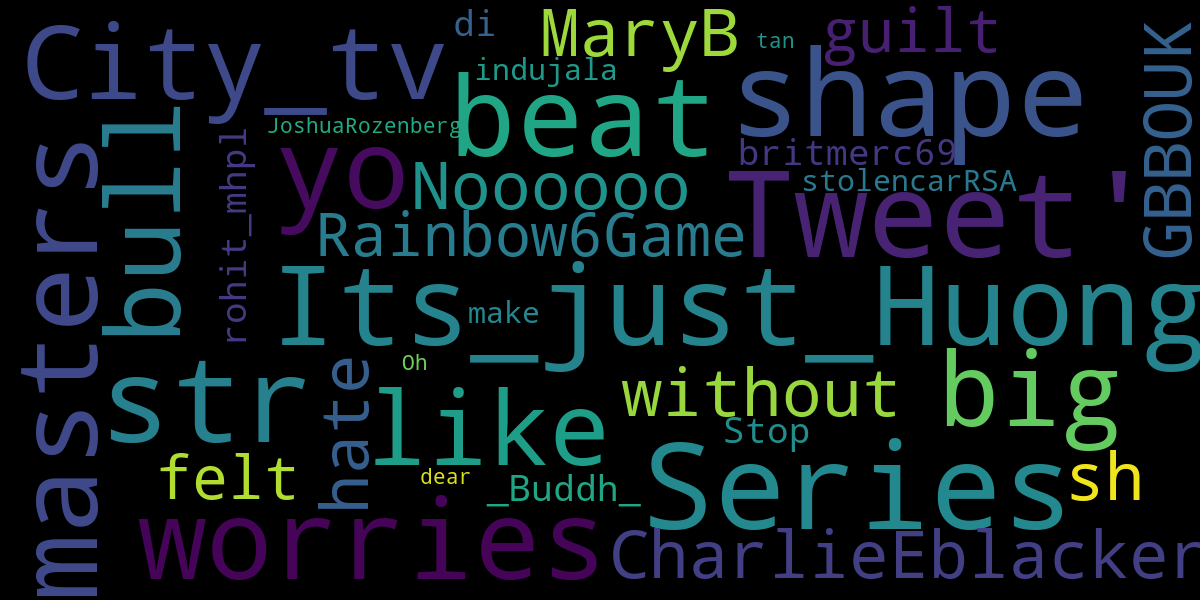 City_tv
di
MaryB
tan
guilt
GBBOUK
indujala
beat
shape
JoshuaRozenberg
bull
masters
rohit_mhpl
yo
Noooooo
britmerc69
stolencarRSA
Tweet'
Rainbow6Game
Its_just_Huong
make
Oh
str
hate
like
without
big
Stop
felt
dear
_Buddh_
Series
sh
worries
CharlieEblacker